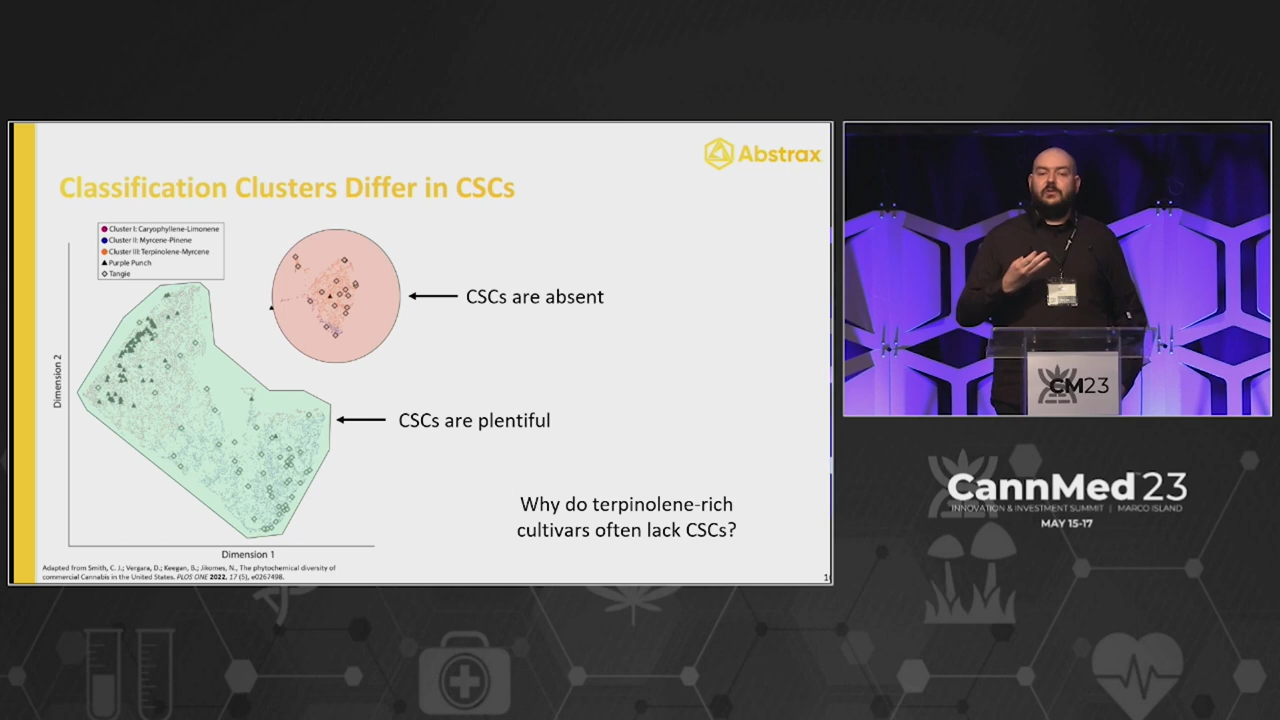 Abstrax
Classification Clusters Differ in CSCs
Cluster I: Caryophyllene-Limonene
Cluster II: Myrcene-Pinene
Cluster III: Terpinolene-Myrcene
Purple Punch
Tangie
CSCs are absent
CSCs are plentiful
Dimension 2
Dimension 1
Why do terpinolene-rich
cultivars often lack CSCs?
Adapted from Smith, C. J.; Vergara, D.; Keegan, B.; Jikomes, N., The phytochemical diversity of
commercial Cannabis in the United States. PLOS ONE 2022, 17 (5), e0267498.
CM23
CannMed™23
INNOVATION & INVESTMENT SUMMIT | MARCO ISLAND
MAY 15-17